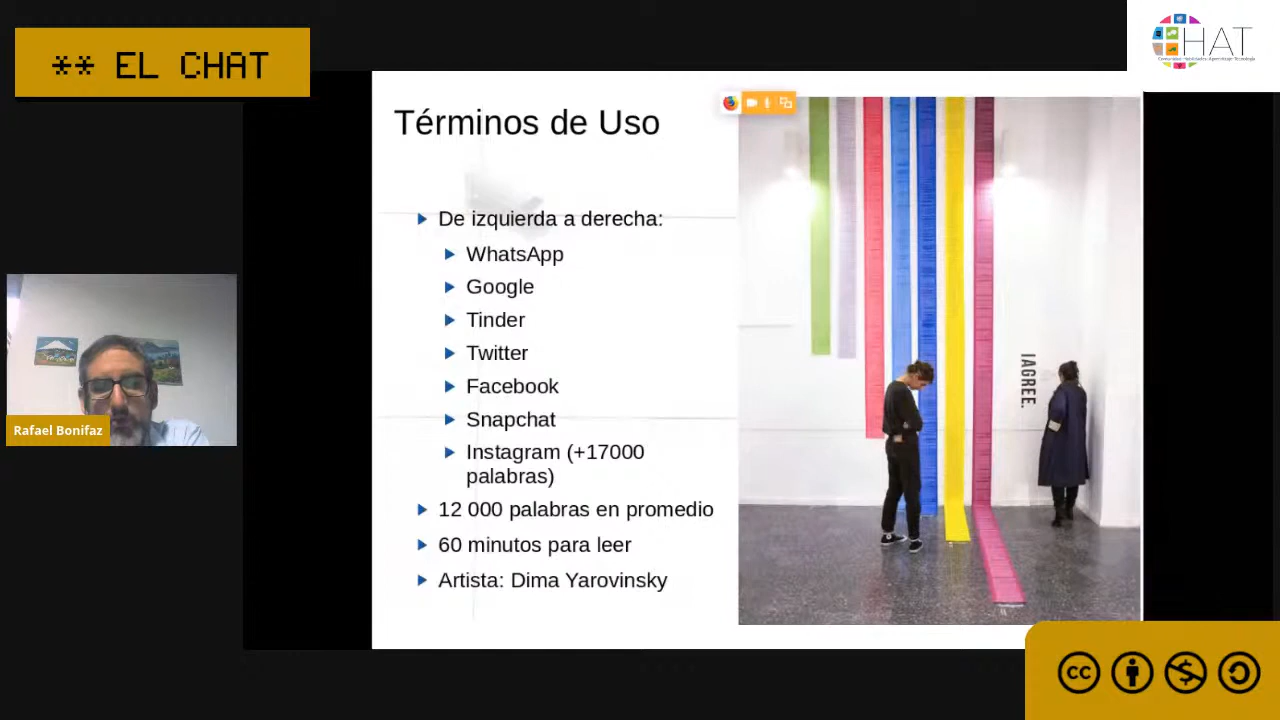 ** EL CHAT
HAT
Términos de Uso
De izquierda a derecha:
WhatsApp
Google
Tinder
Twitter
Facebook
Snapchat
Instagram (+17000
palabras)
12 000 palabras en promedio
60 minutos para leer
Artista: Dima Yarovinsky
I AGREE.
Rafael Bonifaz
cc